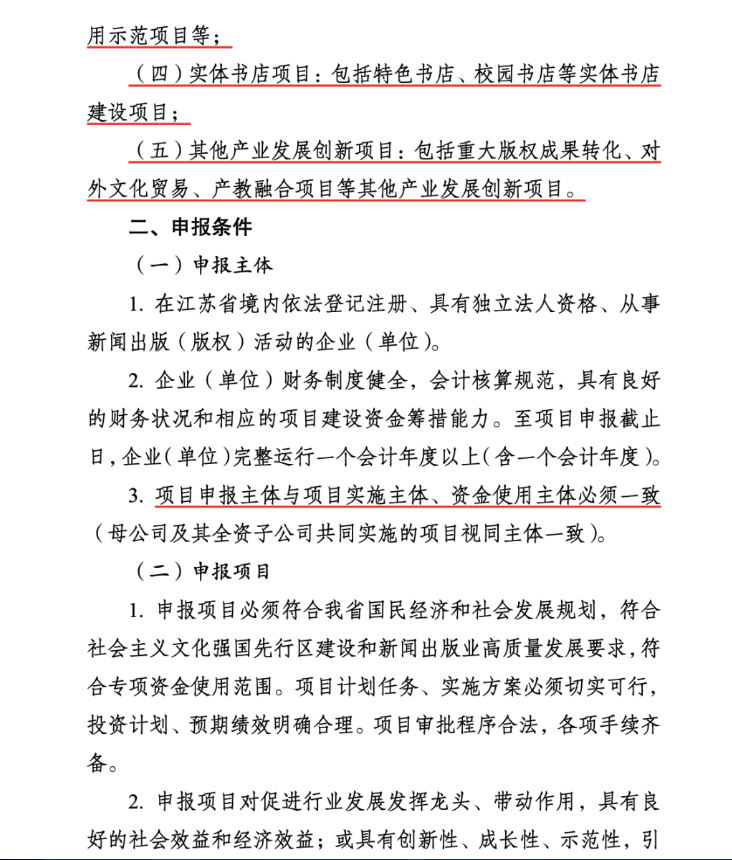 用示范项目等；
（四）实体书店项目：包括特色书店、校园书店等实体书店
建设项目；
（五）其他产业发展创新项目：包括重大版权成果转化、对
外文化贸易、产教融合项目等其他产业发展创新项目。
二、申报条件
（一）申报主体
1. 在江苏省境内依法登记注册、具有独立法人资格、从事
新闻出版（版权）活动的企业（单位）。
2. 企业（单位）财务制度健全，会计核算规范，具有良好
的财务状况和相应的项目建设资金筹措能力。至项目申报截止
日，企业（单位）完整运行一个会计年度以上（含一个会计年度）。
3. 项目申报主体与项目实施主体、资金使用主体必须一致
（母公司及其全资子公司共同实施的项目视同主体一致）。
（二）申报项目
1. 申报项目必须符合我省国民经济和社会发展规划，符合
社会主义文化强国先行区建设和新闻出版业高质量发展要求，符
合专项资金使用范围。项目计划任务、实施方案必须切实可行，
投资计划、预期绩效明确合理。项目审批程序合法，各项手续齐
备。
2. 申报项目对促进行业发展发挥龙头、带动作用，具有良
好的社会效益和经济效益；或具有创新性、成长性、示范性，引